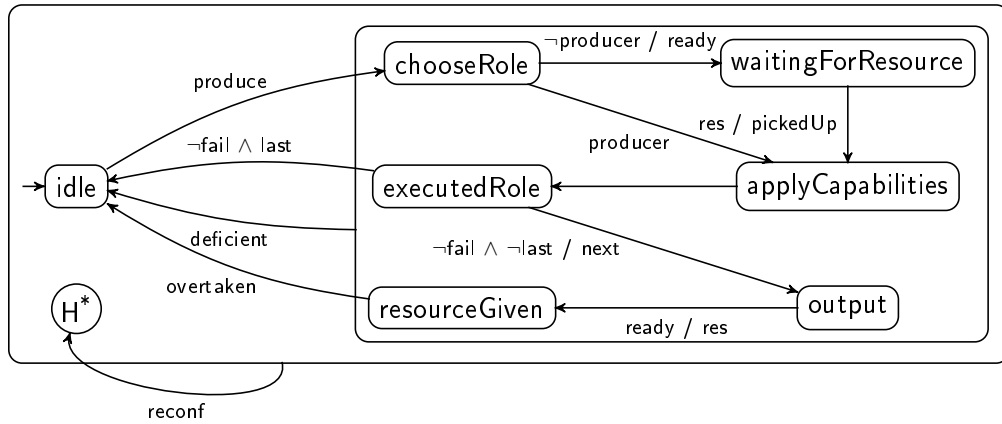 ¬producer / ready
chooseRole
waitingForResource
produce
res / pickedUp
producer
¬fail ∧ last
idle
executedRole
applyCapabilities
deficient
¬fail ∧ ¬last / next
overtaken
H*
resourceGiven
output
ready / res
reconf